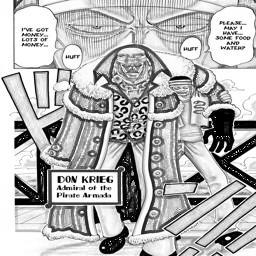 I'VE GOT
MONEY...
LOTS OF
MONEY...
HUFF
HUFF
PLEASE...
MAY I
HAVE...
SOME FOOD
AND
WATER?
DON KRIEG
Admiral of the
Pirate Armada